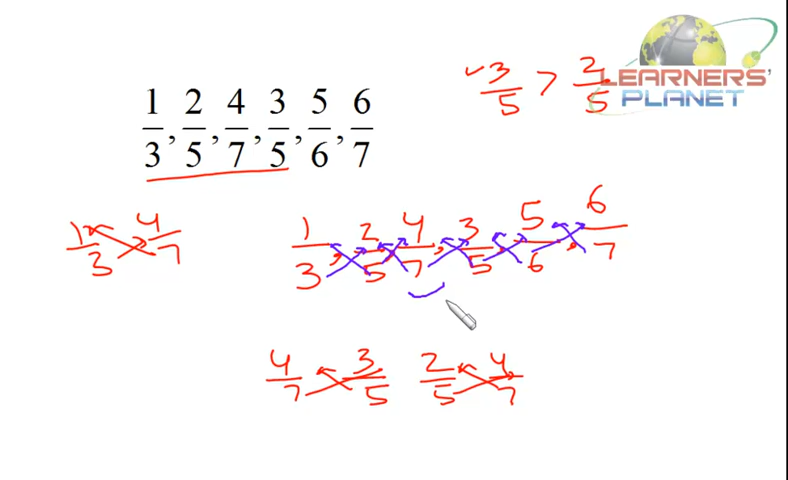 LEARNERS'
PLANET
3/5 > 2/5
1/3, 2/5, 4/7, 3/5, 5/6, 6/7
1/3 4/7
1/3, 2/5 4/7, 3/5 5/6, 6/7
4/7 3/5 2/5 4/7